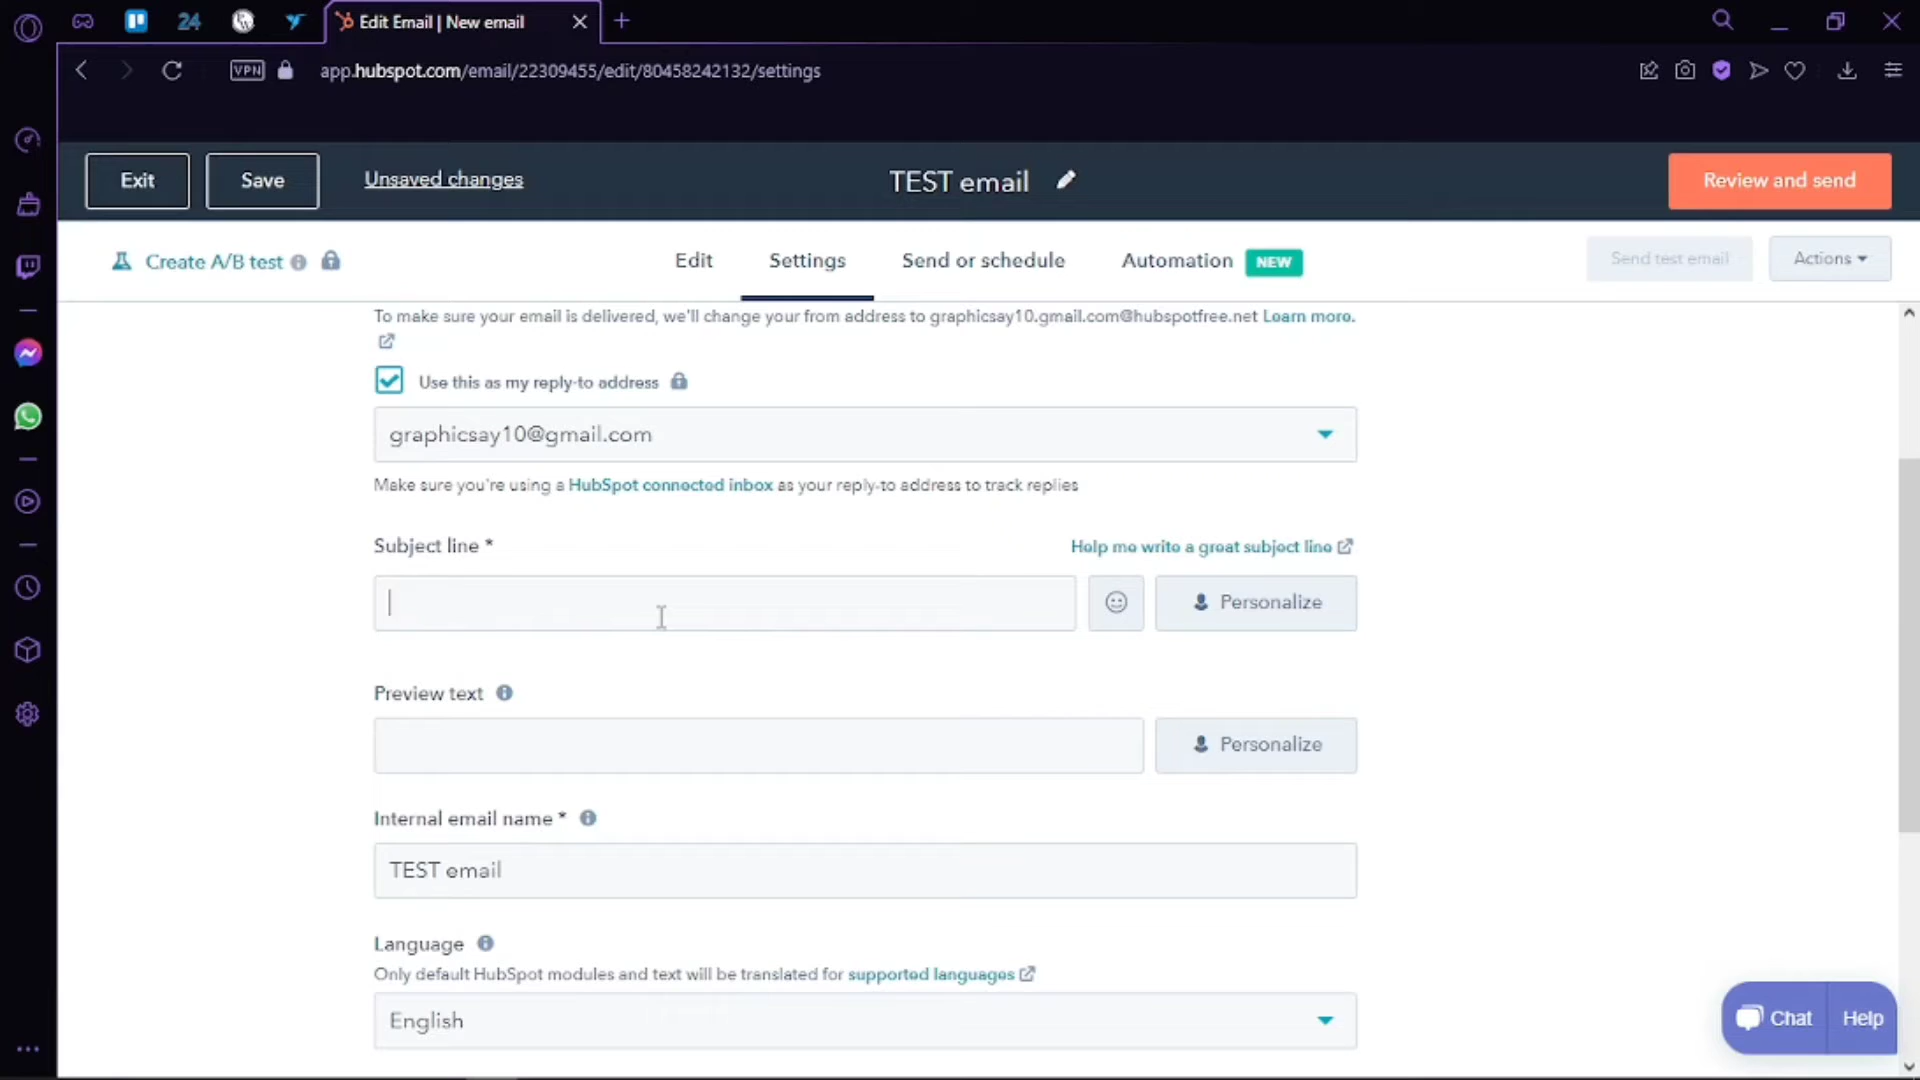 24
Edit Email | New email
VPN
app.hubspot.com/email/22309455/edit/80458242132/settings
Exit
Save
Unsaved changes
TEST email
Review and send
Create A/B test
Edit
Settings
Send or schedule
Automation
NEW
Send test email
Actions
To make sure your email is delivered, we'll change your from address to graphicsay10.gmail.com@hubspotfree.net Learn more.
Use this as my reply-to address
graphicsay10@gmail.com
Make sure you're using a HubSpot connected inbox as your reply-to address to track replies
Subject line *
Help me write a great subject line
Personalize
Preview text
Personalize
Internal email name *
TEST email
Language
Only default HubSpot modules and text will be translated for supported languages
English
Chat
Help